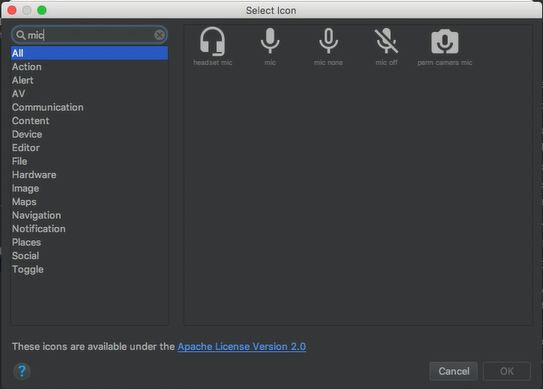 Select Icon
mic
All
Action
Alert
AV
Communication
Content
Device
Editor
File
Hardware
Image
Maps
Navigation
Notification
Places
Social
Toggle
headset mic
mic
mic none
mic off
perm camera mic
These icons are available under the Apache License Version 2.0
?
Cancel
OK